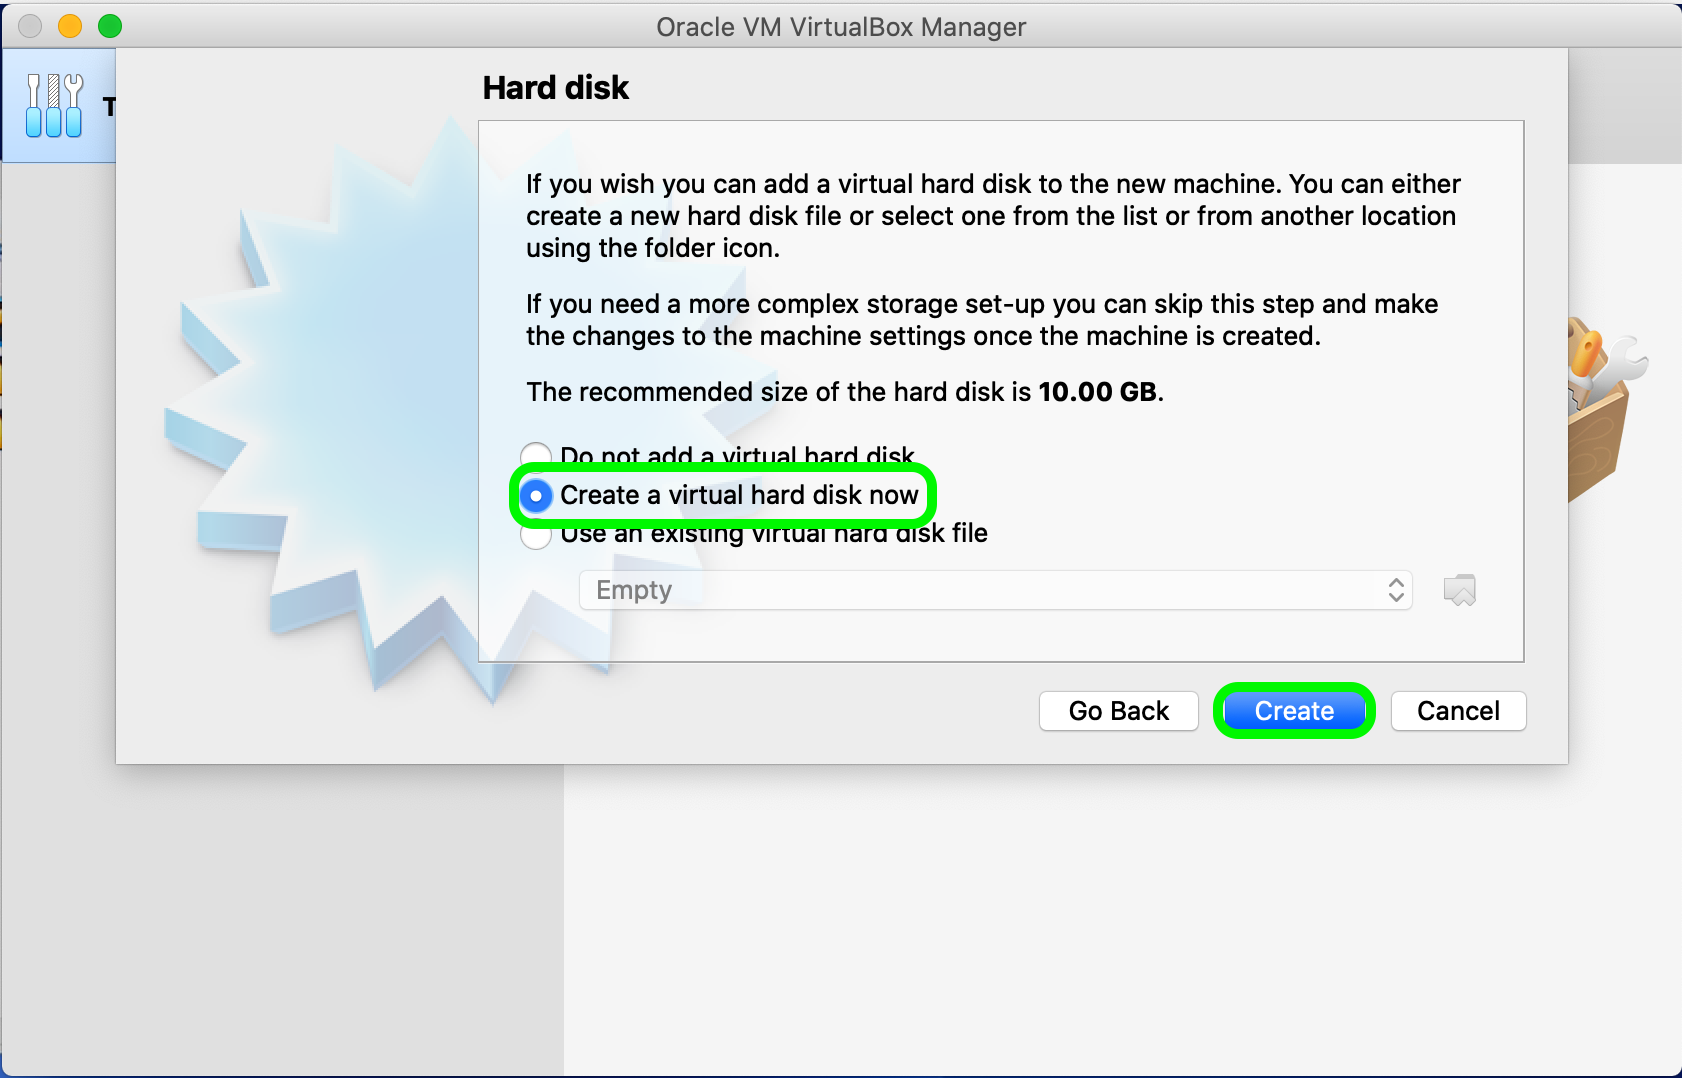 Oracle VM VirtualBox Manager
T
Hard disk
If you wish you can add a virtual hard disk to the new machine. You can either
create a new hard disk file or select one from the list or from another location
using the folder icon.
If you need a more complex storage set-up you can skip this step and make
the changes to the machine settings once the machine is created.
The recommended size of the hard disk is 10.00 GB.
Do not add a virtual hard disk
Create a virtual hard disk now
Use an existing virtual hard disk file
Empty
Go Back Create Cancel